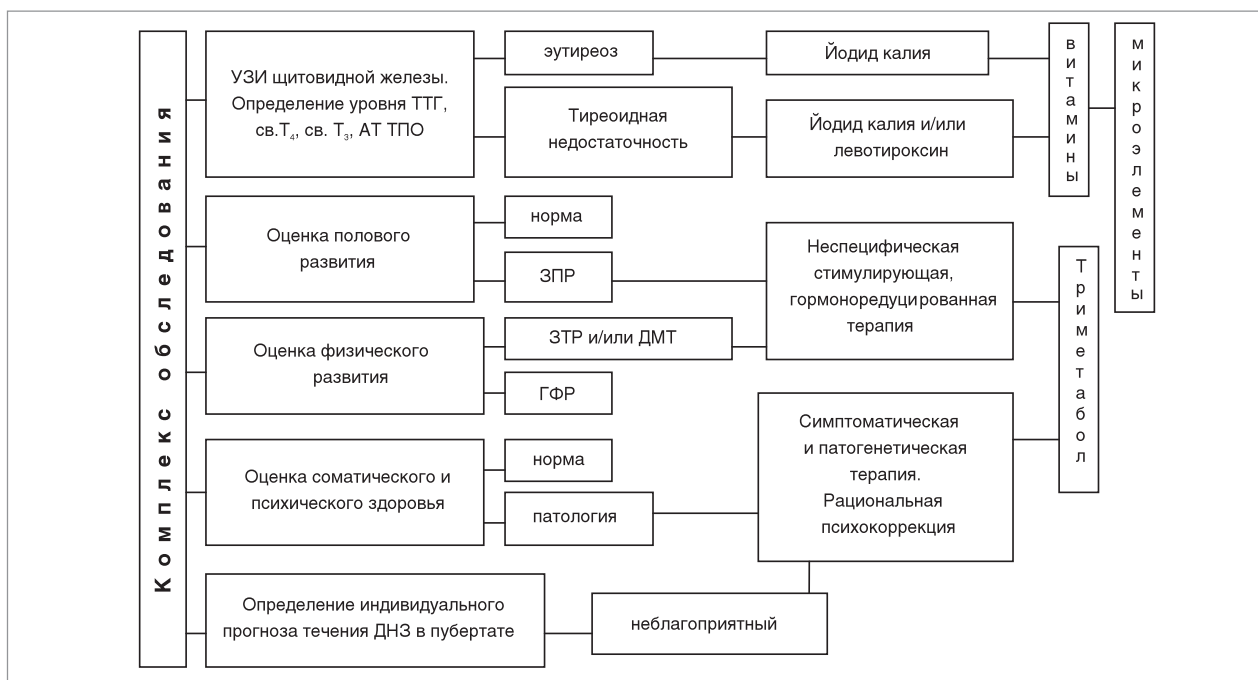 Комплекс обследования
УЗИ щитовидной железы.
Определение уровня ТТГ,
св.Т4, св. Т3, АТ ТПО
эутиреоз
Йодид калия
Тиреоидная
недостаточность
Йодид калия и/или
левотироксин
витамины
микроэлементы
Оценка полового
развития
норма
ЗПР
Неспецифическая
стимулирующая,
гормоноредуцированная
терапия
Триметабол
Оценка физического
развития
ЗТР и/или ДМТ
ГФР
Оценка соматического и
психического здоровья
норма
патология
Симптоматическая
и патогенетическая
терапия.
Рациональная
психокоррекция
Определение индивидуального
прогноза течения ДНЗ в пубертате
неблагоприятный